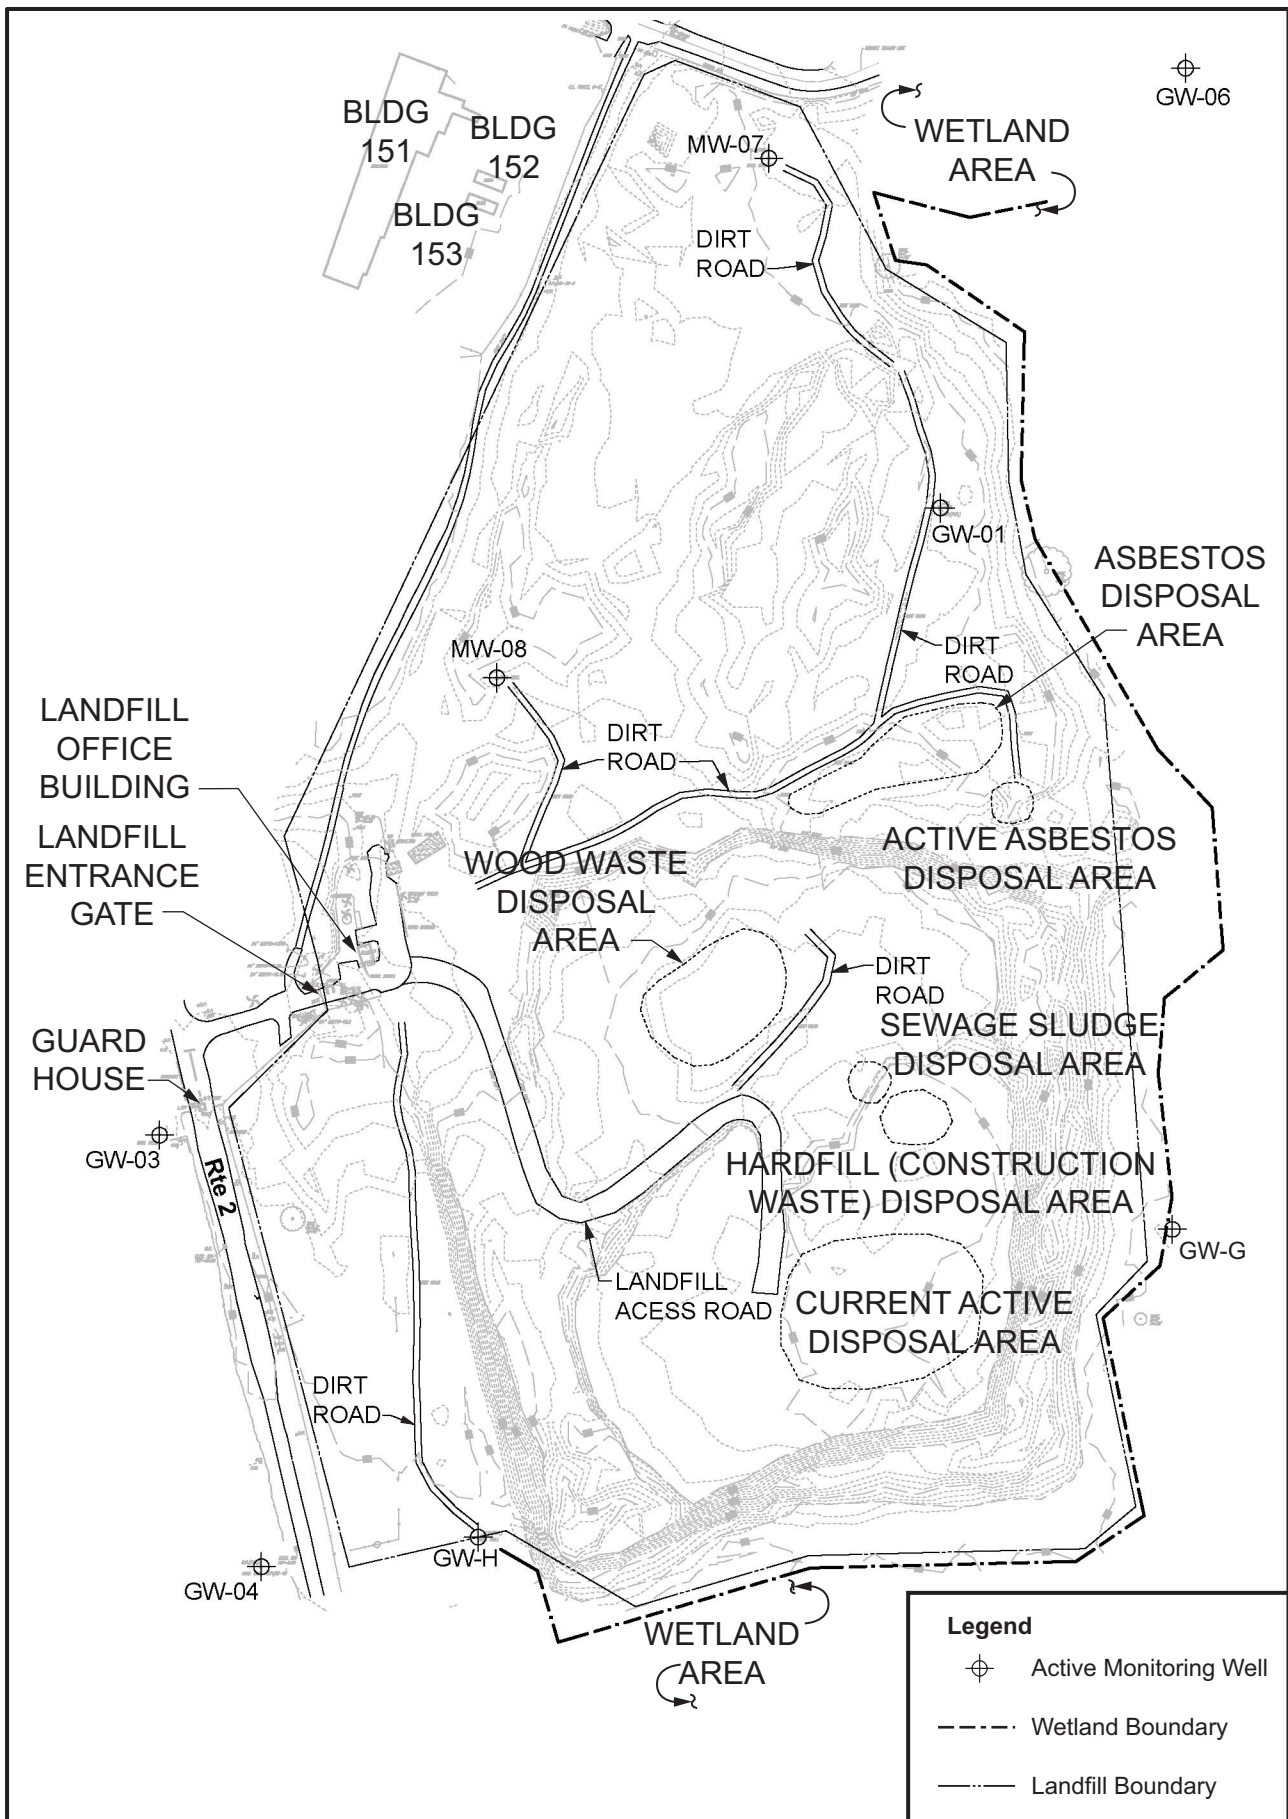 GW-06
BLDG
151
BLDG
152
BLDG
153
MW-07
WETLAND
AREA
DIRT
ROAD
GW-01
ASBESTOS
DISPOSAL
AREA
MW-08
DIRT
ROAD
DIRT
ROAD
LANDFILL
OFFICE
BUILDING
LANDFILL
ENTRANCE
GATE
WOOD WASTE
DISPOSAL
AREA
ACTIVE ASBESTOS
DISPOSAL AREA
DIRT
ROAD
SEWAGE SLUDGE
DISPOSAL AREA
GUARD
HOUSE
GW-03
Rte 2
HARDFILL (CONSTRUCTION
WASTE) DISPOSAL AREA
GW-G
LANDFILL
ACESS ROAD
CURRENT ACTIVE
DISPOSAL AREA
DIRT
ROAD
GW-H
GW-04
WETLAND
AREA
Legend
Active Monitoring Well
Wetland Boundary
Landfill Boundary